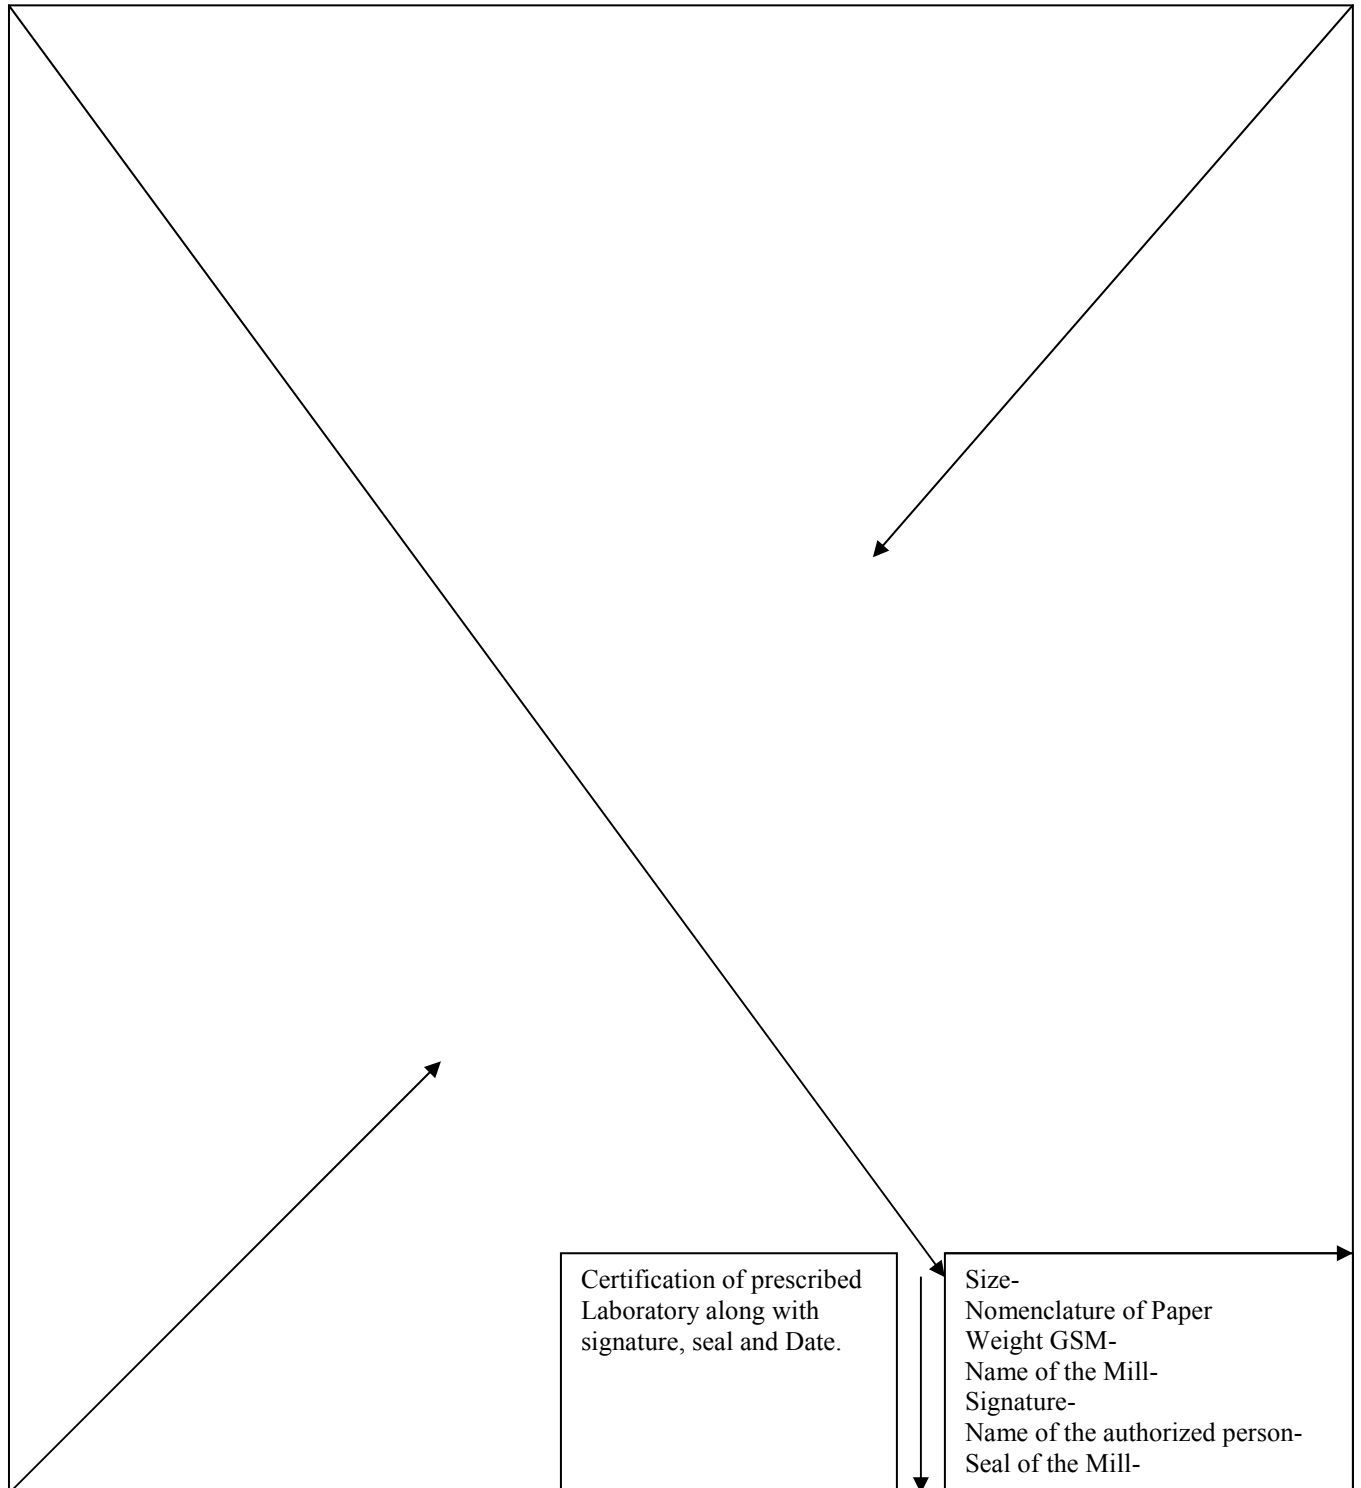 Certification of prescribed
Laboratory along with
signature, seal and Date.
Size-
Nomenclature of Paper
Weight GSM-
Name of the Mill-
Signature-
Name of the authorized person-
Seal of the Mill-